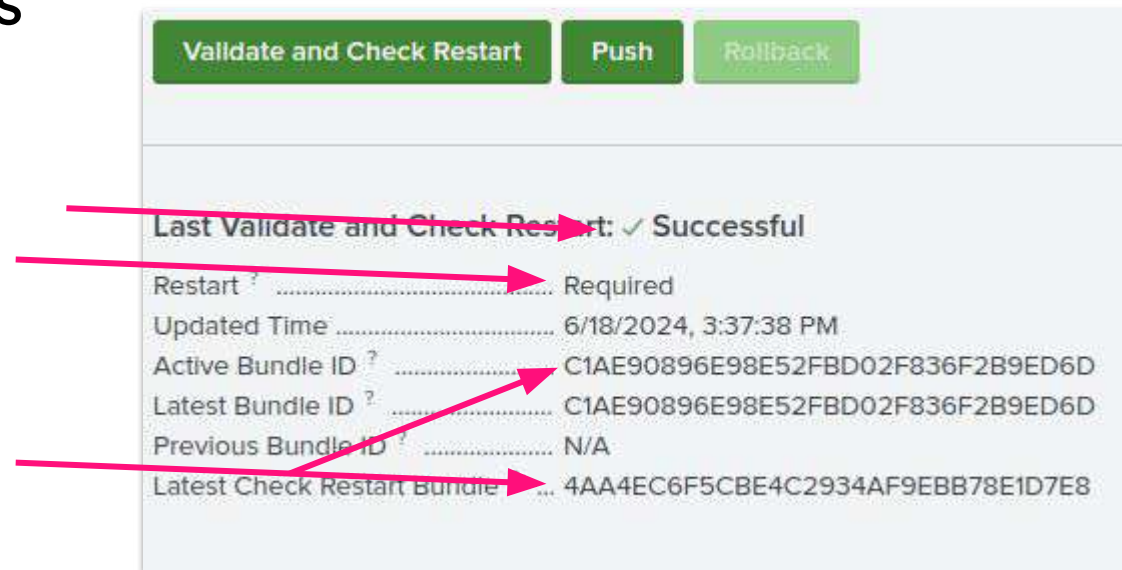 s
Validate and Check Restart Push Rollback
Last Validate and Check Restart: ✓ Successful
Restart ? ........................................ Required
Updated Time ................................ 6/18/2024, 3:37:38 PM
Active Bundle ID ? ....................... C1AE90896E98E52FBD02F836F2B9ED6D
Latest Bundle ID ? ....................... C1AE90896E98E52FBD02F836F2B9ED6D
Previous Bundle ID ? ................... N/A
Latest Check Restart Bundle ... 4AA4EC6F5CBE4C2934AF9EBB78E1D7E8